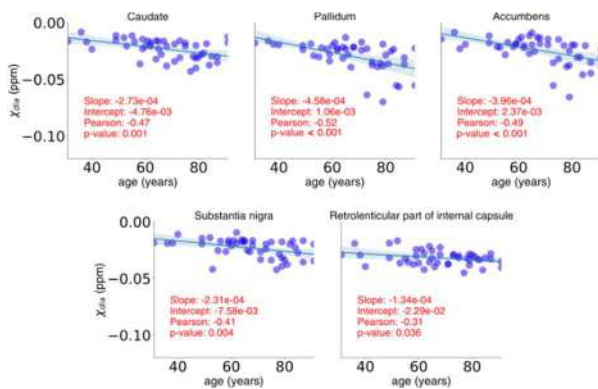 Caudate
Pallidum
Accumbens
0.00
−0.05
−0.10
χdia (ppm)
Slope: -2.73e-04
Intercept: -4.76e-03
Pearson: -0.47
p-value: 0.001
Slope: -4.58e-04
Intercept: 1.06e-03
Pearson: -0.52
p-value < 0.001
Slope: -3.96e-04
Intercept: 2.37e-03
Pearson: -0.49
p-value < 0.001
40 60 80
40 60 80
40 60 80
age (years)
age (years)
age (years)
Substantia nigra
Retrolenticular part of internal capsule
0.00
−0.05
−0.10
χdia (ppm)
Slope: -2.31e-04
Intercept: -7.58e-03
Pearson: -0.41
p-value: 0.004
Slope: -1.34e-04
Intercept: -2.29e-02
Pearson: -0.31
p-value: 0.036
40 60 80
40 60 80
age (years)
age (years)